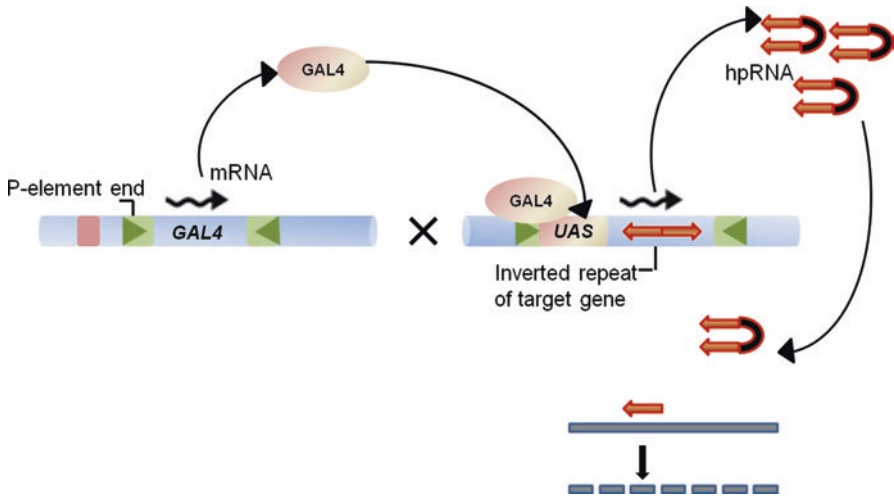 GAL4
hpRNA
mRNA
P-element end
GAL4
GAL4
UAS
Inverted repeat
of target gene